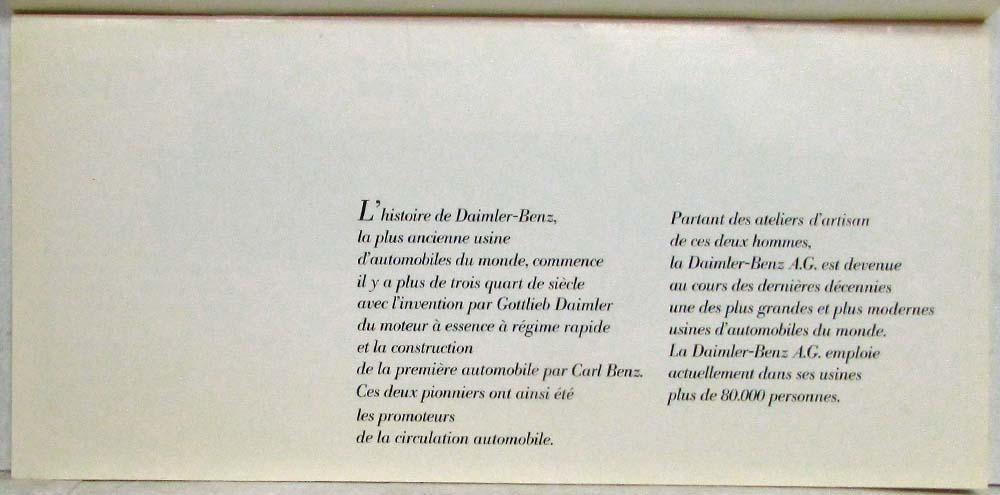 L'histoire de Daimler-Benz,
la plus ancienne usine
d'automobiles du monde, commence
il y a plus de trois quart de siècle
avec l'invention par Gottlieb Daimler
du moteur à essence à régime rapide
et la construction
de la première automobile par Carl Benz.
Ces deux pionniers ont ainsi été
les promoteurs
de la circulation automobile.
Partant des ateliers d'artisan
de ces deux hommes,
la Daimler-Benz A.G. est devenue
au cours des dernières décennies
une des plus grandes et plus modernes
usines d'automobiles du monde.
La Daimler-Benz A.G. emploie
actuellement dans ses usines
plus de 80.000 personnes.